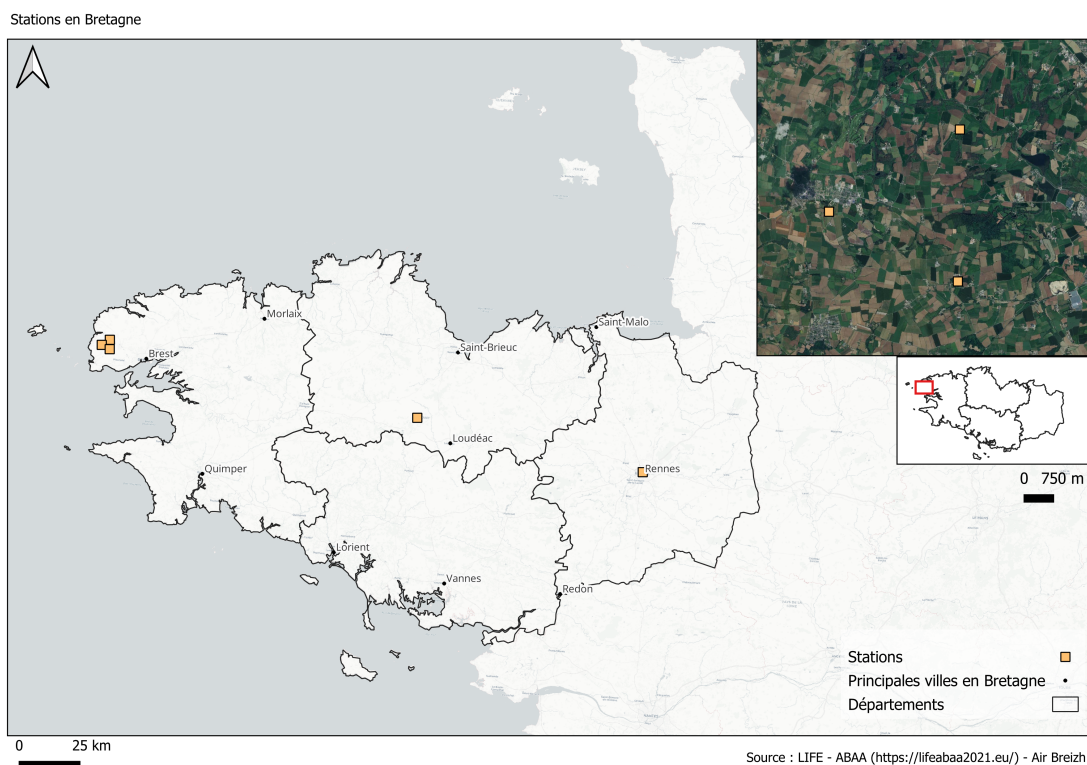 Stations en Bretagne
Morlaix
Saint-Malo
Saint-Brieuc
Brest
Loudéac
Quimper
Rennes
Lorient
Vannes
Redon
0 750 m
Stations
Principales villes en Bretagne
Départements
0 25 km
Source : LIFE - ABAA (https://lifeabaa2021.eu/) - Air Breizh